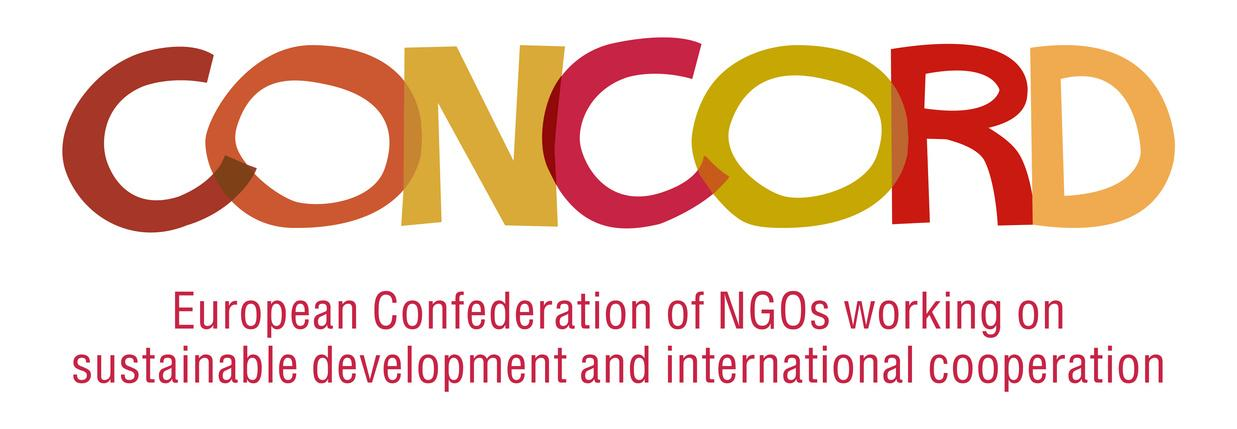 CONCORD
European Confederation of NGOs working on
sustainable development and international cooperation